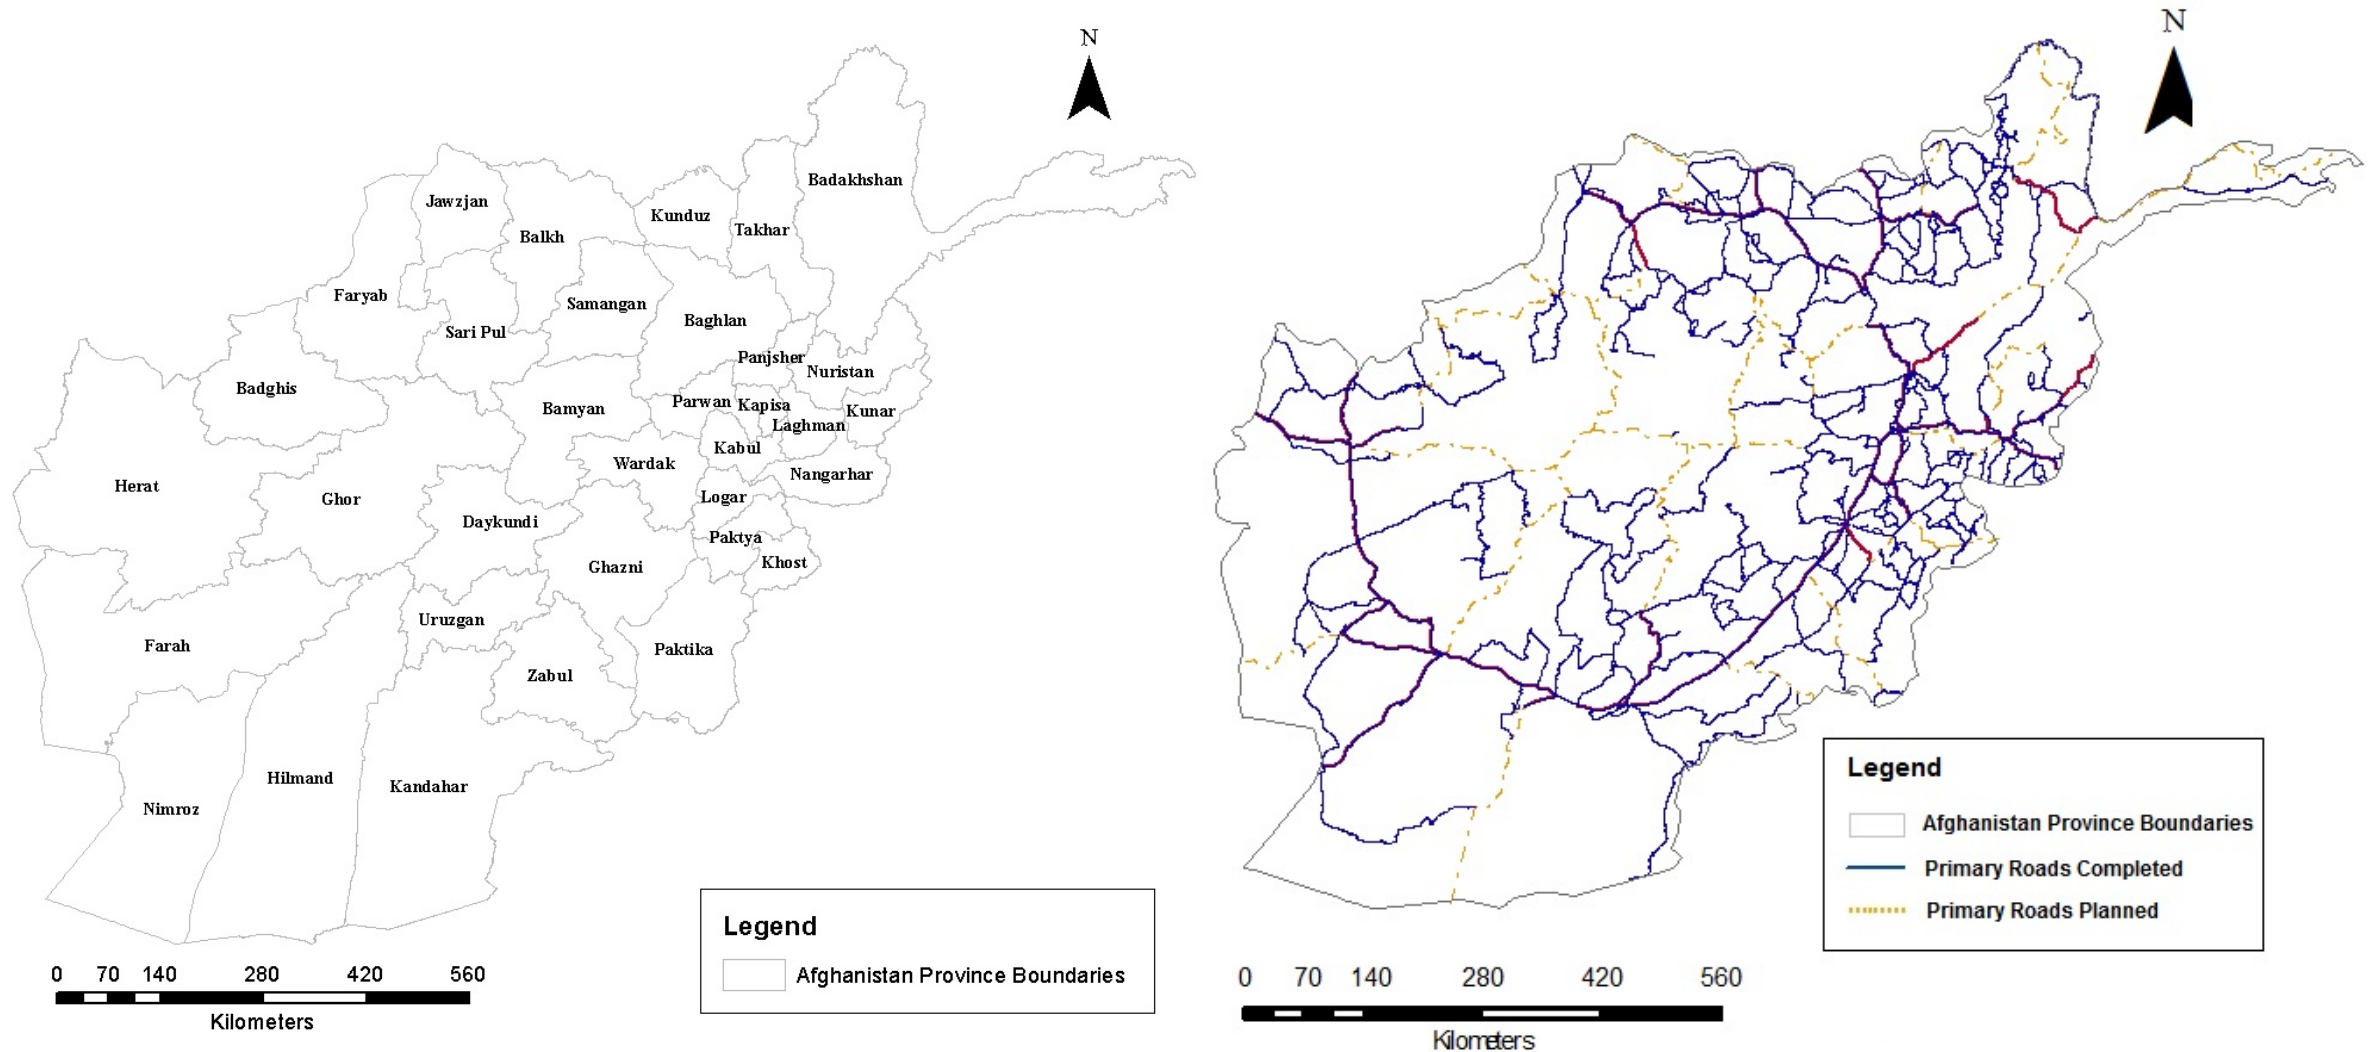 N
Badakhshan
Jawzjan
Kunduz
Takhar
Balkh
Faryab
Samangan
Sari Pul
Baghlan
Panjsher
Nuristan
Badghis
Bamyan
Parwan
Kapisa
Kunar
Laghman
Kabul
Wardak
Nangarhar
Herat
Ghor
Logar
Daykundi
Paktya
Ghazni
Khost
Uruzgan
Farah
Paktika
Zabul
Hilmand
Kandahar
Nimroz
Legend
Afghanistan Province Boundaries
0 70 140 280 420 560
Kilometers
N
Legend
Afghanistan Province Boundaries
Primary Roads Completed
Primary Roads Planned
0 70 140 280 420 560
Kilometers